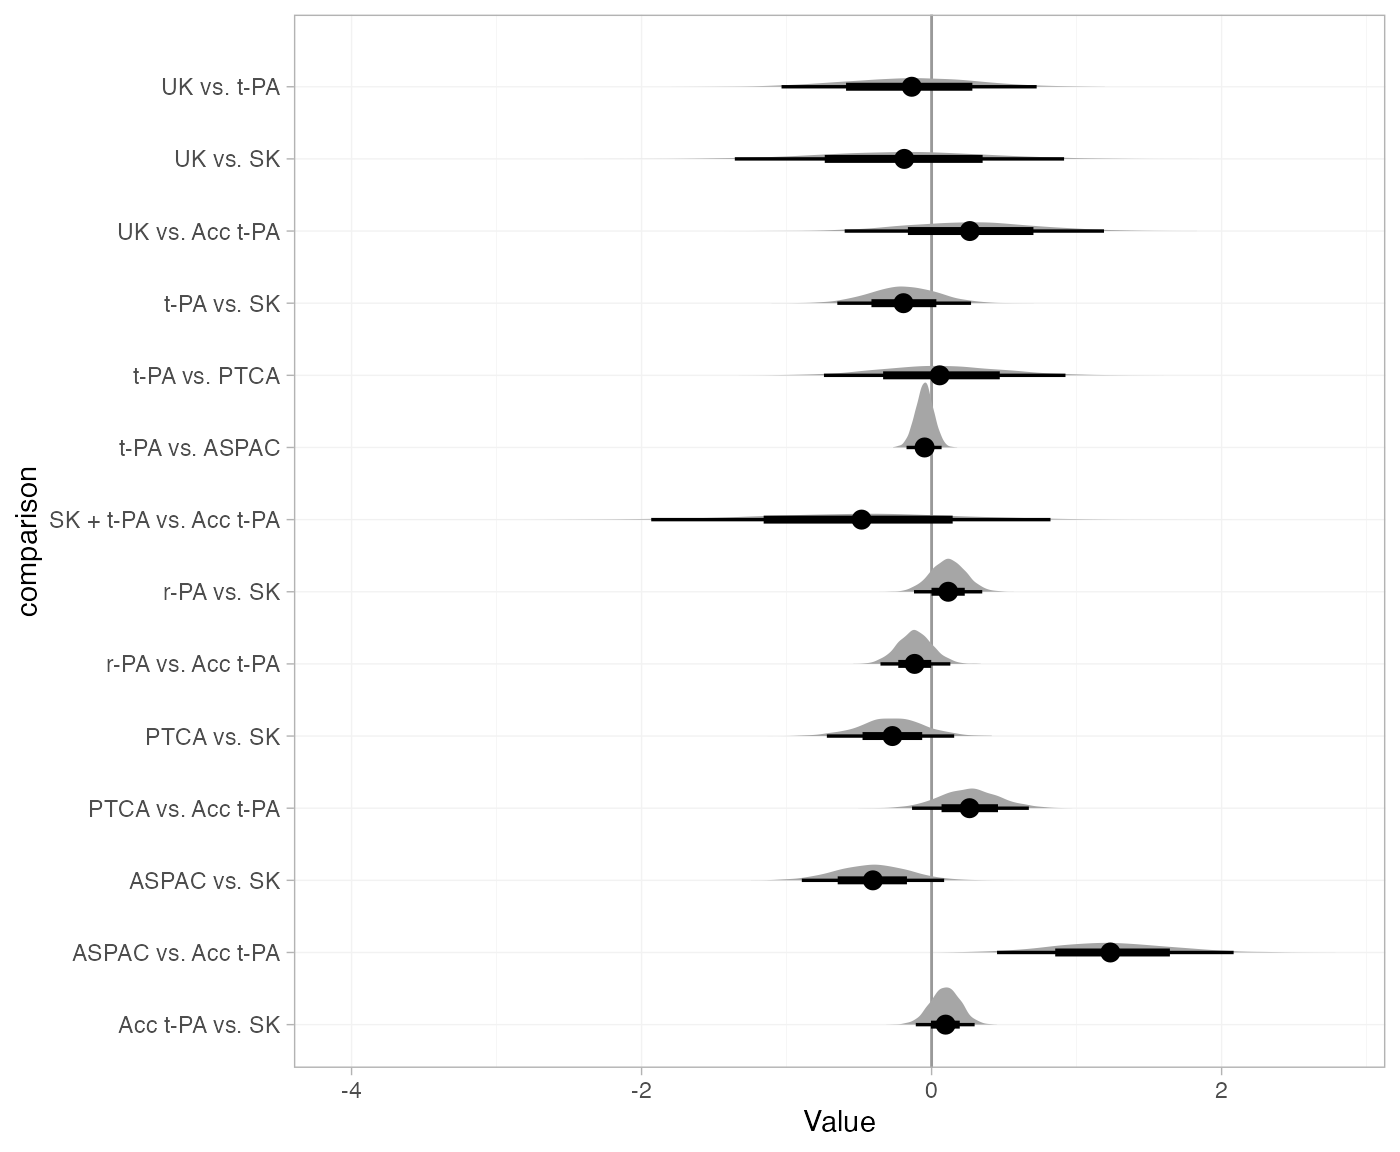 UK vs. t-PA
UK vs. SK
UK vs. Acc t-PA
t-PA vs. SK
t-PA vs. PTCA
t-PA vs. ASPAC
SK + t-PA vs. Acc t-PA
r-PA vs. SK
r-PA vs. Acc t-PA
PTCA vs. SK
PTCA vs. Acc t-PA
ASPAC vs. SK
ASPAC vs. Acc t-PA
Acc t-PA vs. SK
comparison
-4 -2 0 2
Value